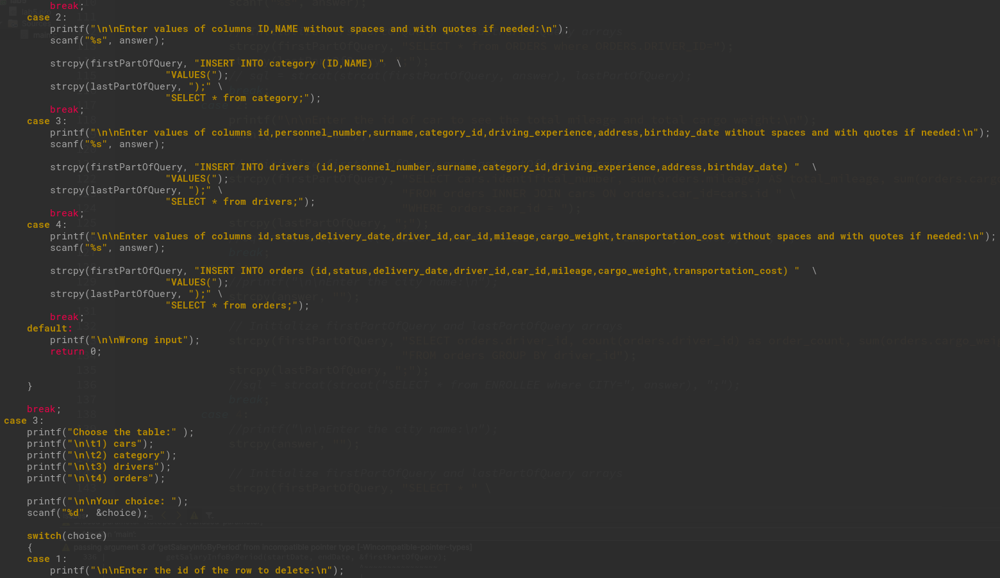 break;
    case 2:
        printf("\n\nEnter values of columns ID,NAME without spaces and with quotes if needed:\n");
        scanf("%s", answer);

        strcpy(firstPartOfQuery, "INSERT INTO category (ID,NAME) "  \
                            "VALUES(");
        strcpy(lastPartOfQuery, ");" \
                            "SELECT * from category;");
        break;
    case 3:
        printf("\n\nEnter values of columns id,personnel_number,surname,category_id,driving_experience,address,birthday_date without spaces and with quotes if needed:\n");
        scanf("%s", answer);

        strcpy(firstPartOfQuery, "INSERT INTO drivers (id,personnel_number,surname,category_id,driving_experience,address,birthday_date) "  \
                            "VALUES(");
        strcpy(lastPartOfQuery, ");" \
                            "SELECT * from drivers;");
        break;
    case 4:
        printf("\n\nEnter values of columns id,status,delivery_date,driver_id,car_id,mileage,cargo_weight,transportation_cost without spaces and with quotes if needed:\n");
        scanf("%s", answer);

        strcpy(firstPartOfQuery, "INSERT INTO orders (id,status,delivery_date,driver_id,car_id,mileage,cargo_weight,transportation_cost) "  \
                            "VALUES(");
        strcpy(lastPartOfQuery, ");" \
                            "SELECT * from orders;");
        break;
    default:
        printf("\n\nWrong input");
        return 0;


    }

    break;
case 3:
    printf("Choose the table:" );
    printf("\n\t1) cars");
    printf("\n\t2) category");
    printf("\n\t3) drivers");
    printf("\n\t4) orders");

    printf("\n\nYour choice: ");
    scanf("%d", &choice);

    switch(choice)
    {
    case 1:
        printf("\n\nEnter the id of the row to delete:\n");